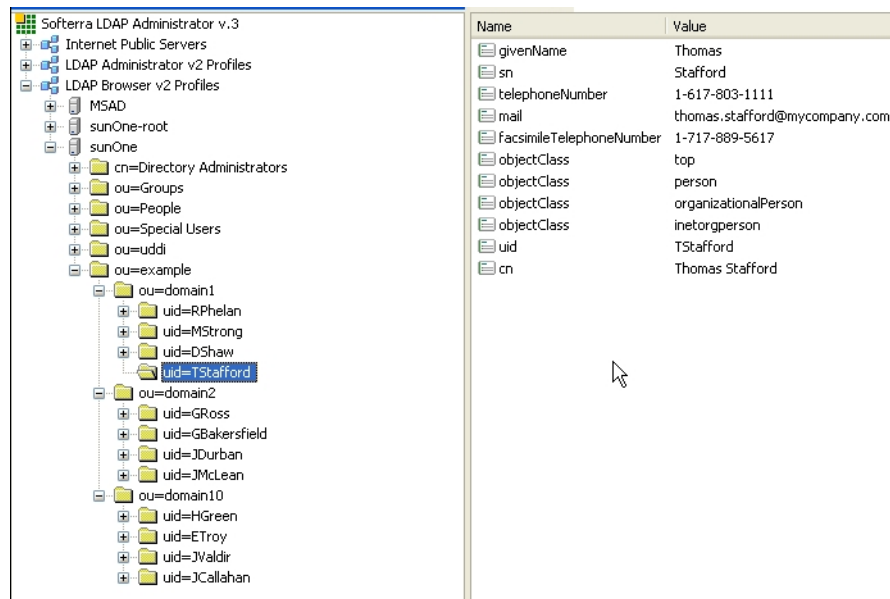 Softerra LDAP Administrator v.3
Internet Public Servers
LDAP Administrator v2 Profiles
LDAP Browser v2 Profiles
MSAD
sunOne-root
sunOne
cn=Directory Administrators
ou=Groups
ou=People
ou=Special Users
ou=uddi
ou=example
ou=domain1
uid=RPhelan
uid=MStrong
uid=DShaw
uid=TStafford
ou=domain2
uid=GRoss
uid=GBakersfield
uid=JDurban
uid=JMcLean
ou=domain10
uid=HGreen
uid=ETroy
uid=JValdir
uid=JCallahan
Name Value
givenName Thomas
sn Stafford
telephoneNumber 1-617-803-1111
mail thomas.stafford@mycompany.com
facsimileTelephoneNumber 1-717-889-5617
objectClass top
objectClass person
objectClass organizationalPerson
objectClass inetorgperson
uid TStafford
cn Thomas Stafford